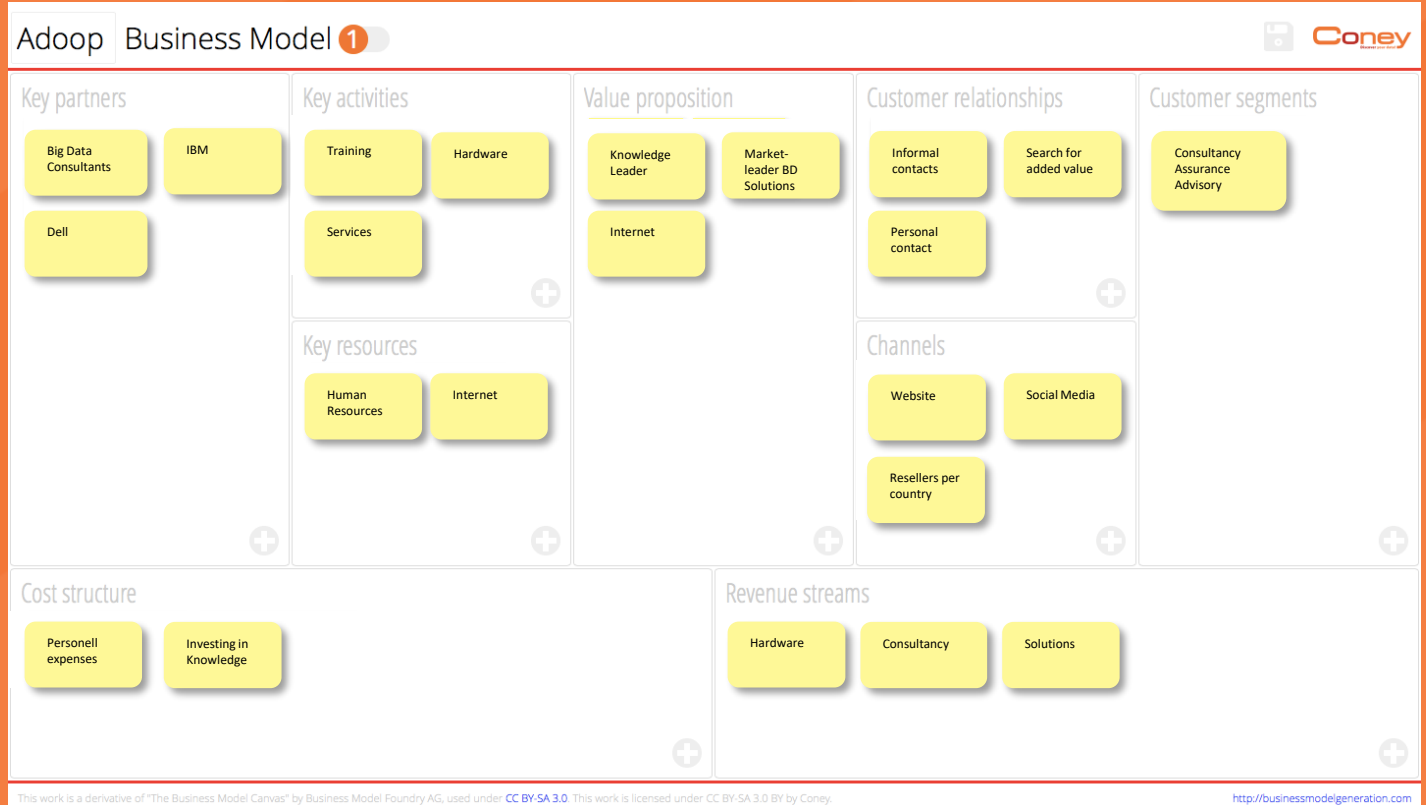 Adoop Business Model 1
Coney
Key partners
Big Data
Consultants
IBM
Dell
Key activities
Training
Hardware
Services
Key resources
Human
Resources
Internet
Value proposition
Knowledge
Leader
Market-
leader BD
Solutions
Internet
Customer relationships
Informal
contacts
Search for
added value
Personal
contact
Channels
Website
Social Media
Resellers per
country
Customer segments
Consultancy
Assurance
Advisory
Cost structure
Personell
expenses
Investing in
Knowledge
Revenue streams
Hardware
Consultancy
Solutions
This work is a derivative of "The Business Model Canvas" by Business Model Foundry AG, used under CC BY-SA 3.0. This work is licensed under CC BY-SA 3.0 BY by Coney.
http://businessmodelgeneration.com